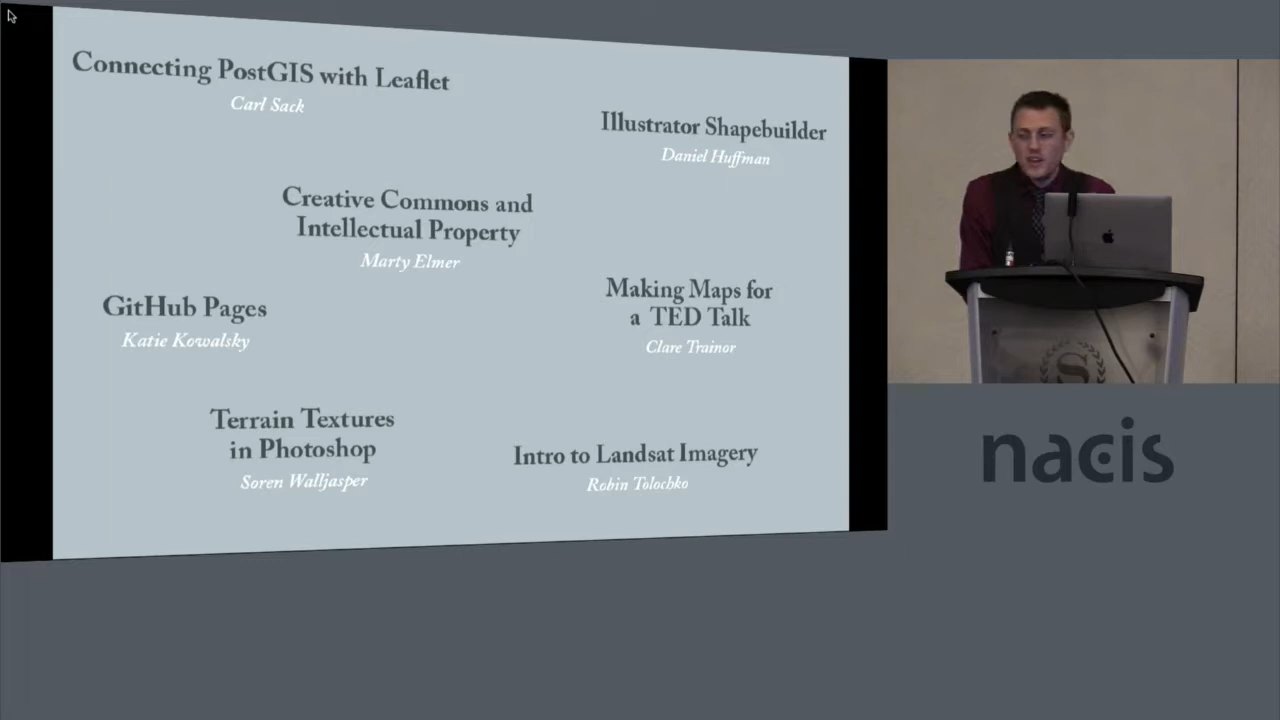 Connecting PostGIS with Leaflet
Carl Sack
Illustrator Shapebuilder
Daniel Huffman
Creative Commons and
Intellectual Property
Marty Elmer
GitHub Pages
Katie Kowalsky
Making Maps for
a TED Talk
Clare Trainor
Terrain Textures
in Photoshop
Soren Walljasper
Intro to Landsat Imagery
Robin Tolochko
S
nacis